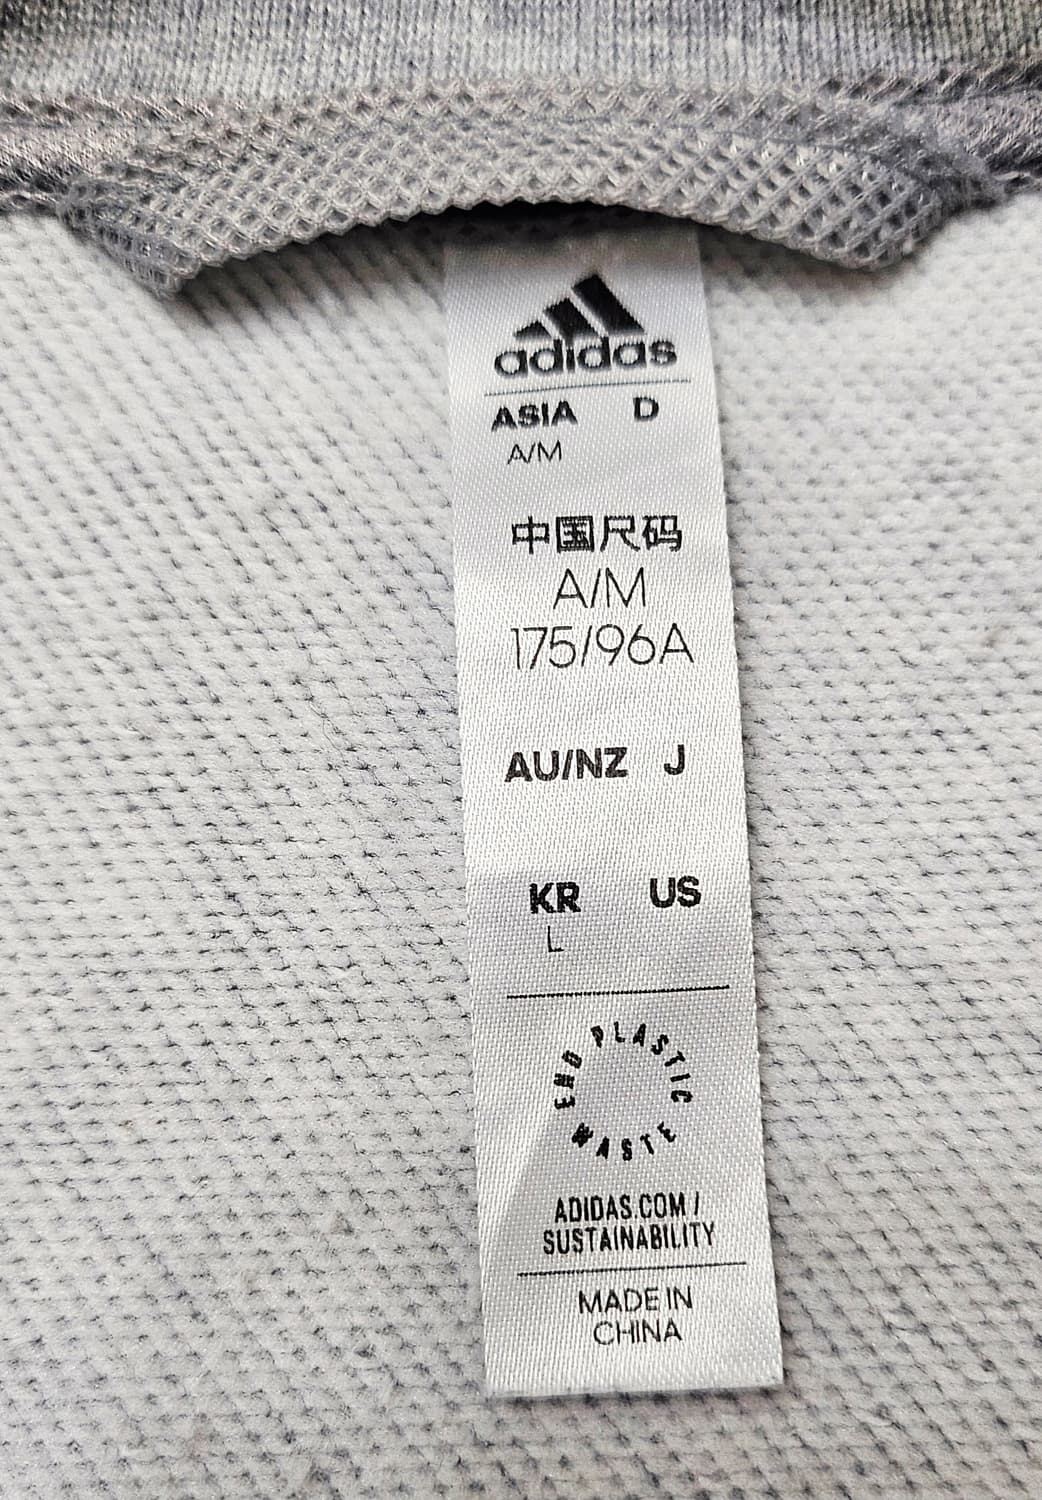 adidas
ASIA D
A/M
中国尺码
A/M
175/96A
AU/NZ J
KR US
L
END PLASTIC WASTE
ADIDAS.COM /
SUSTAINABILITY
MADE IN
CHINA